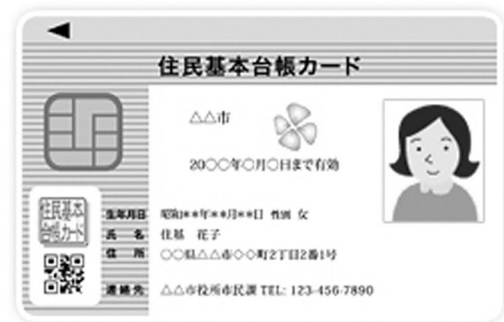 住民基本台帳カード
△△市
20○○年○月○日まで有効
住民基本
台帳カード
生年月日 昭和**年**月**日 性別 女
氏 名 住基 花子
住 所 ○○県△△市○○町2丁目2番1号
連絡先 △△市役所市民課 TEL: 123-456-7890